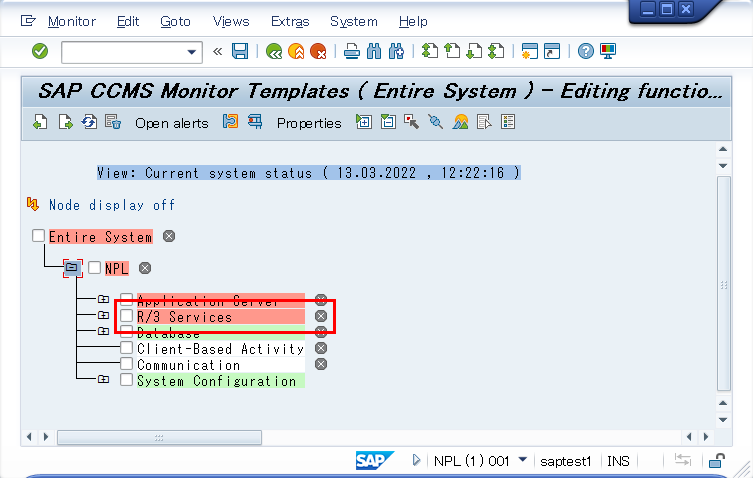 Monitor Edit Goto Views Extras System Help
SAP CCMS Monitor Templates ( Entire System ) - Editing functio...
Open alerts Properties
View: Current system status ( 13.03.2022 , 12:22:16 )
Node display off
Entire System
NPL
Application Server
R/3 Services
Database
Client-Based Activity
Communication
System Configuration
SAP NPL (1) 001 saptest1 INS